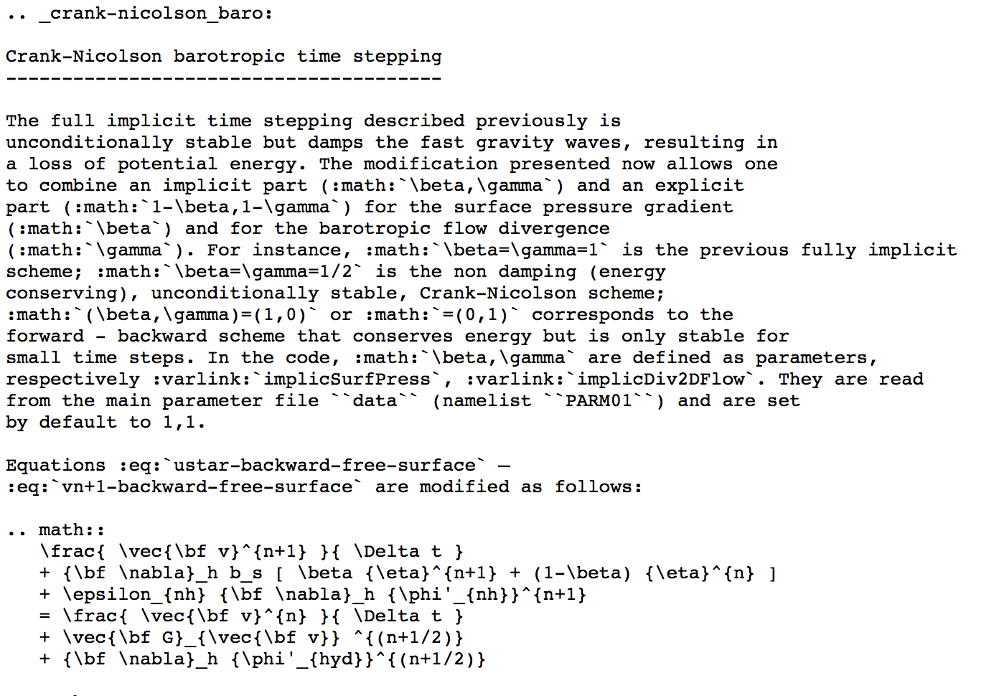 .. _crank-nicolson_baro:
Crank-Nicolson barotropic time stepping
---------------------------------------
The full implicit time stepping described previously is
unconditionally stable but damps the fast gravity waves, resulting in
a loss of potential energy. The modification presented now allows one
to combine an implicit part (:math:`\beta,\gamma`) and an explicit
part (:math:`1-\beta,1-\gamma`) for the surface pressure gradient
(:math:`\beta`) and for the barotropic flow divergence
(:math:`\gamma`). For instance, :math:`\beta=\gamma=1` is the previous fully implicit
scheme; :math:`\beta=\gamma=1/2` is the non damping (energy
conserving), unconditionally stable, Crank-Nicolson scheme;
:math:`(\beta,\gamma)=(1,0)` or :math:`=(0,1)` corresponds to the
forward - backward scheme that conserves energy but is only stable for
small time steps. In the code, :math:`\beta,\gamma` are defined as parameters,
respectively :varlink:`implicSurfPress`, :varlink:`implicDiv2DFlow`. They are read
from the main parameter file ``data`` (namelist ``PARM01``) and are set
by default to 1,1.
Equations :eq:`ustar-backward-free-surface` –
:eq:`vn+1-backward-free-surface` are modified as follows:
.. math::
   \frac{ \vec{\bf v}^{n+1} }{ \Delta t }
   + {\bf \nabla}_h b_s [ \beta {\eta}^{n+1} + (1-\beta) {\eta}^{n} ]
   + \epsilon_{nh} {\bf \nabla}_h {\phi'_{nh}}^{n+1}
   = \frac{ \vec{\bf v}^{n} }{ \Delta t }
   + \vec{\bf G}_{\vec{\bf v}} ^{(n+1/2)}
   + {\bf \nabla}_h {\phi'_{hyd}}^{(n+1/2)}